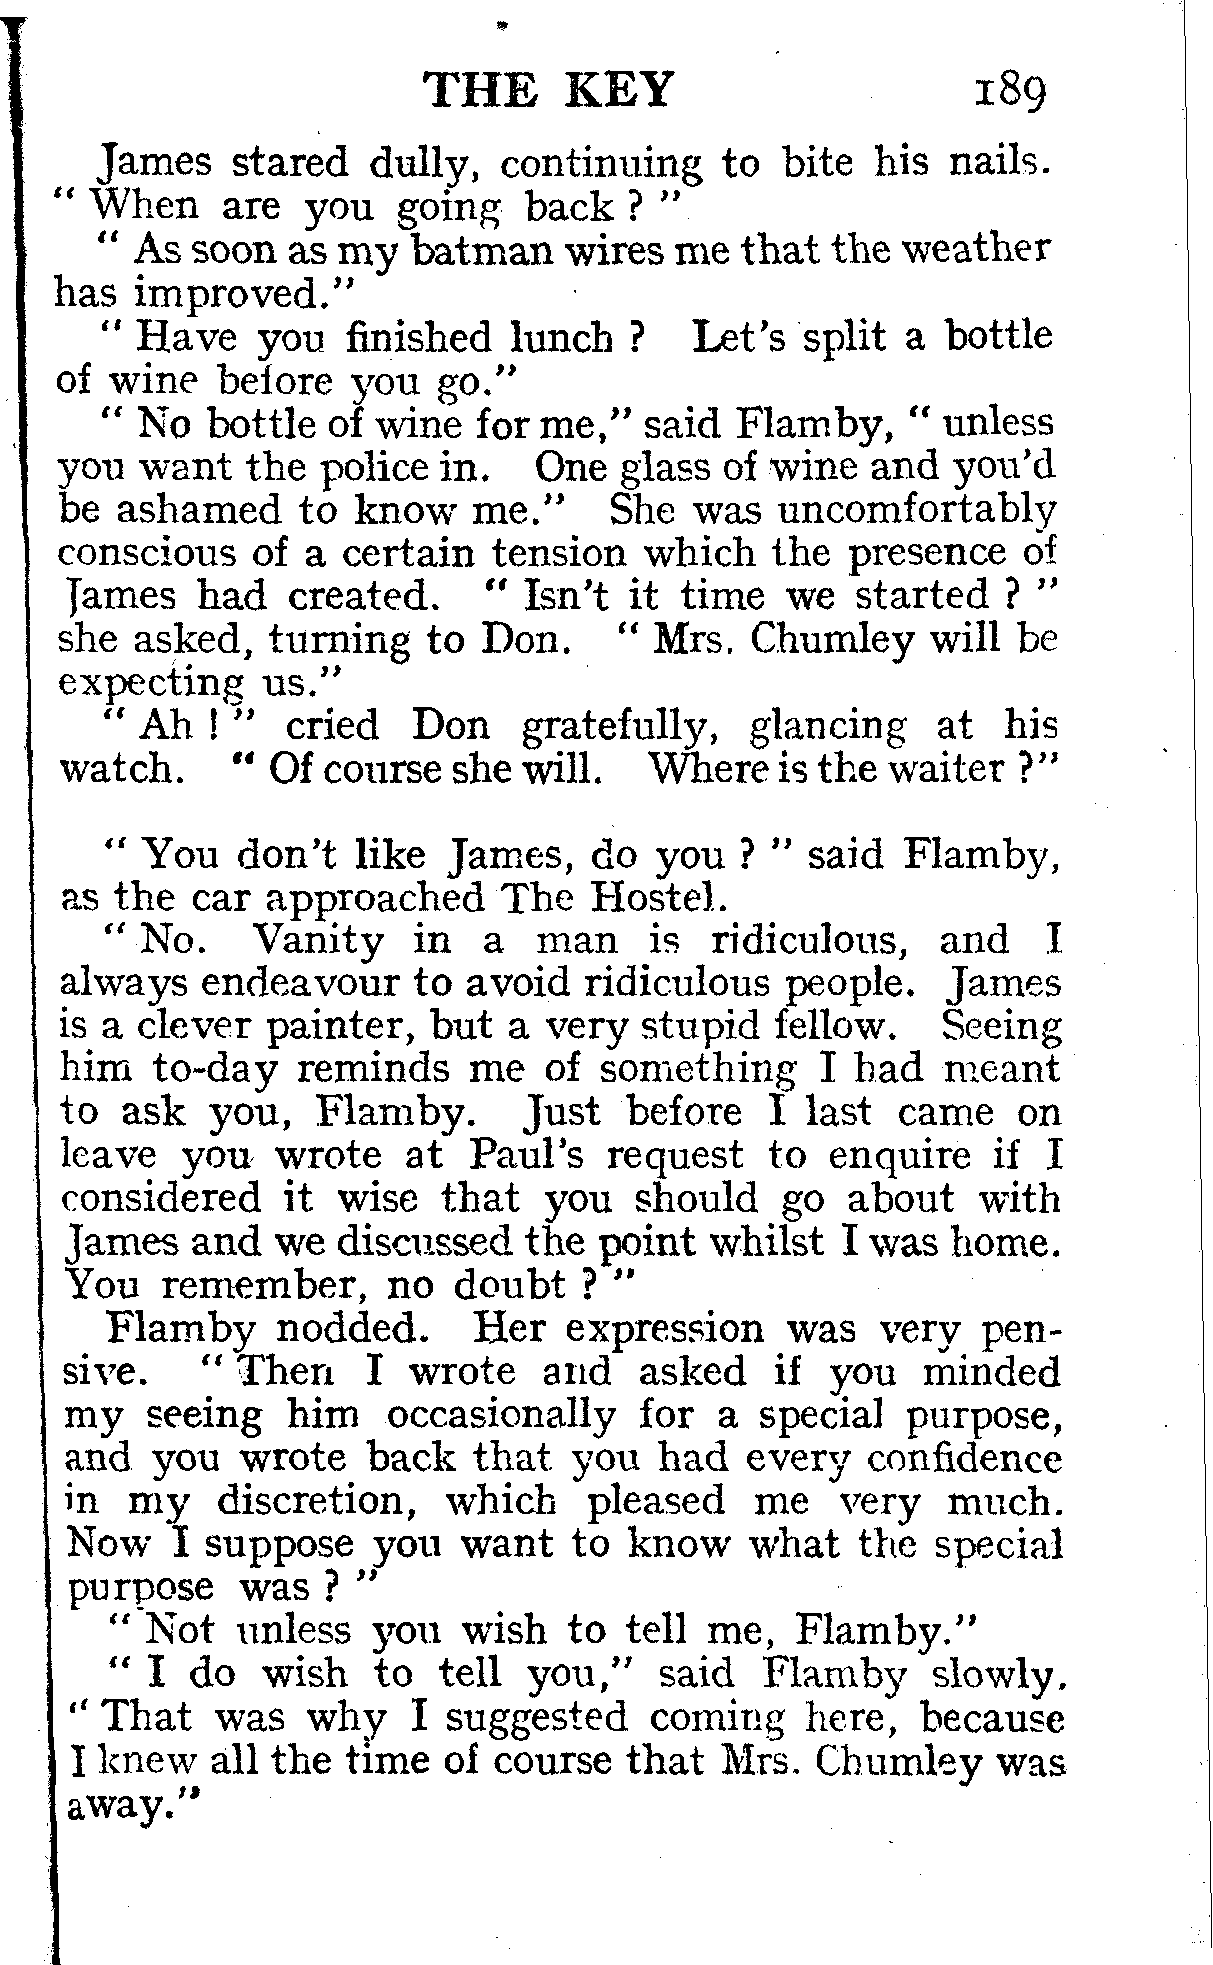 THE KEY 189
James stared dully, continuing to bite his nails.
“ When are you going back ? ”
“ As soon as my batman wires me that the weather
has improved.”
“ Have you finished lunch ? Let’s split a bottle
of wine before you go.”
“ No bottle of wine for me,” said Flamby, “ unless
you want the police in. One glass of wine and you’d
be ashamed to know me.” She was uncomfortably
conscious of a certain tension which the presence of
James had created. “ Isn’t it time we started ? ”
she asked, turning to Don. “ Mrs. Chumley will be
expecting us.”
“ Ah ! ” cried Don gratefully, glancing at his
watch. “ Of course she will. Where is the waiter ?”
“ You don’t like James, do you ? ” said Flamby,
as the car approached The Hostel.
“ No. Vanity in a man is ridiculous, and I
always endeavour to avoid ridiculous people. James
is a clever painter, but a very stupid fellow. Seeing
him to-day reminds me of something I had meant
to ask you, Flamby. Just before I last came on
leave you wrote at Paul’s request to enquire if I
considered it wise that you should go about with
James and we discussed the point whilst I was home.
You remember, no doubt ? ”
Flamby nodded. Her expression was very pen-
sive. “ Then I wrote and asked if you minded
my seeing him occasionally for a special purpose,
and you wrote back that you had every confidence
in my discretion, which pleased me very much.
Now I suppose you want to know what the special
purpose was ? ”
“ Not unless you wish to tell me, Flamby.”
“ I do wish to tell you,” said Flamby slowly.
“ That was why I suggested coming here, because
I knew all the time of course that Mrs. Chumley was
away.”